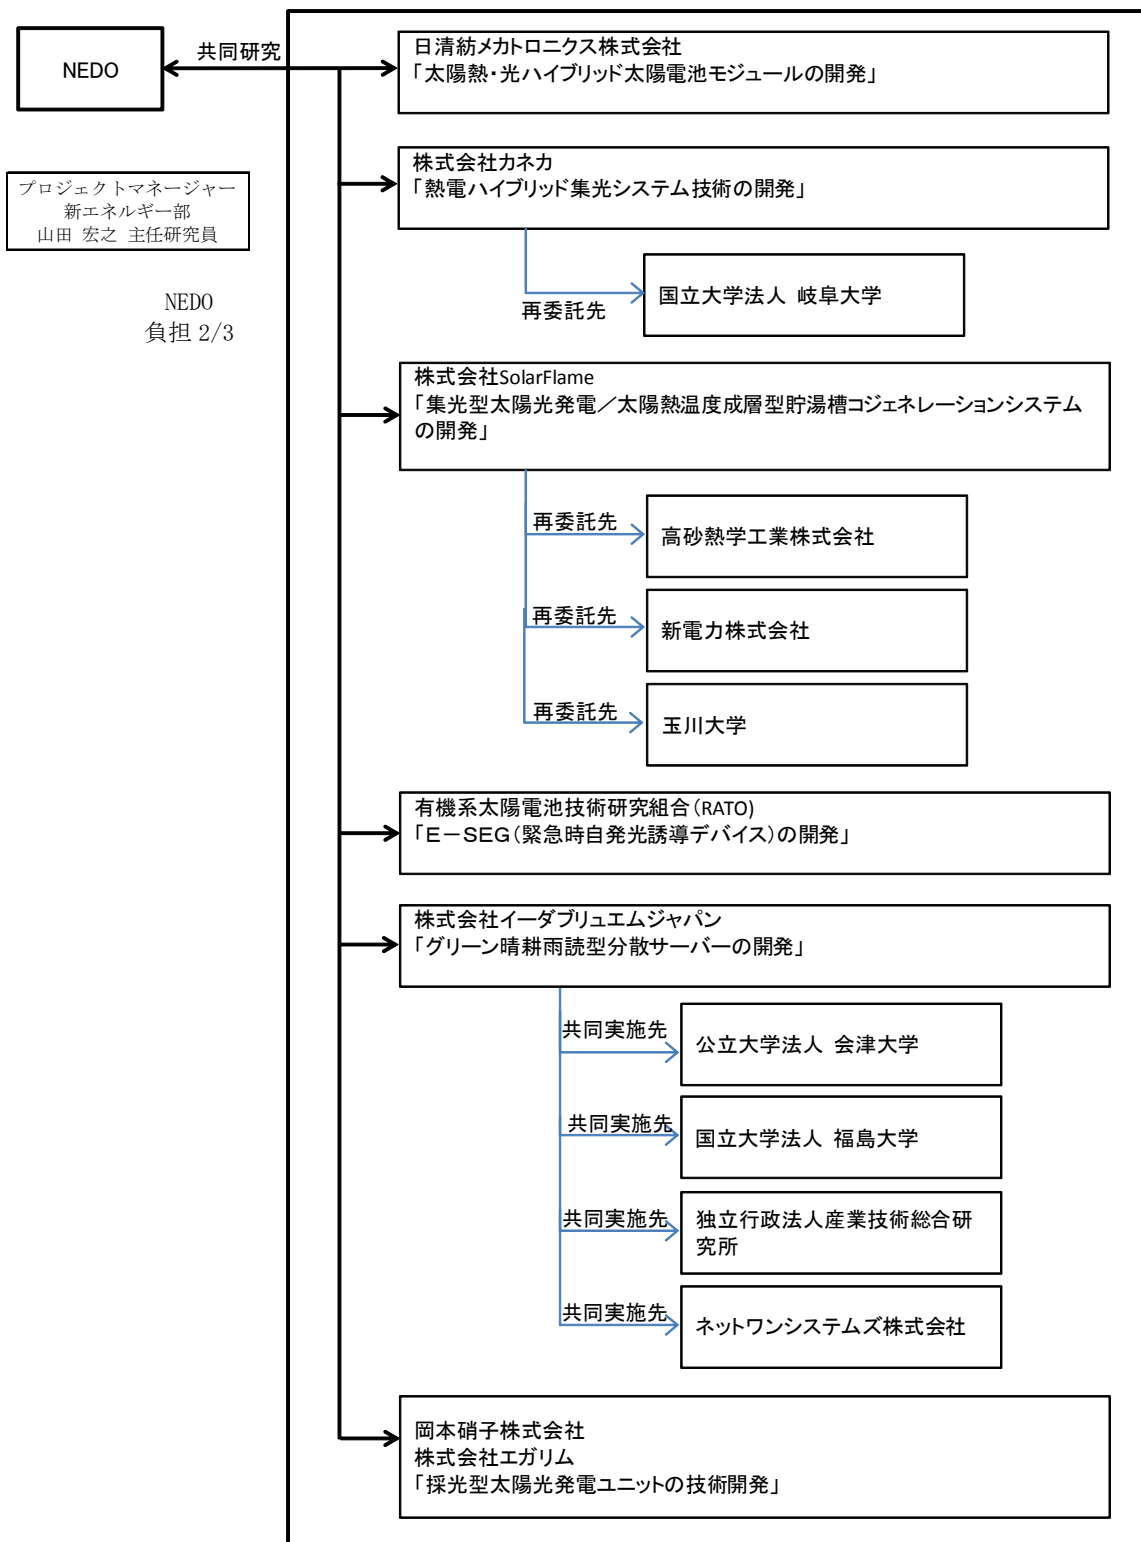 NEDO
共同研究
日清紡メカトロニクス株式会社
「太陽熱・光ハイブリッド太陽電池モジュールの開発」
プロジェクトマネージャー
新エネルギー部
山田 宏之 主任研究員
NEDO
負担 2/3
株式会社カネカ
「熱電ハイブリッド集光システム技術の開発」
再委託先
国立大学法人 岐阜大学
株式会社SolarFlame
「集光型太陽光発電／太陽熱温度成層型貯湯槽コジェネレーションシステム
の開発」
再委託先
高砂熱学工業株式会社
再委託先
新電力株式会社
再委託先
玉川大学
有機系太陽電池技術研究組合(RATO)
「E－SEG(緊急時自発光誘導デバイス)の開発」
株式会社イーダブリュエムジャパン
「グリーン晴耕雨読型分散サーバーの開発」
共同実施先
公立大学法人 会津大学
共同実施先
国立大学法人 福島大学
共同実施先
独立行政法人産業技術総合研
究所
共同実施先
ネットワンシステムズ株式会社
岡本硝子株式会社
株式会社エガリム
「採光型太陽光発電ユニットの技術開発」